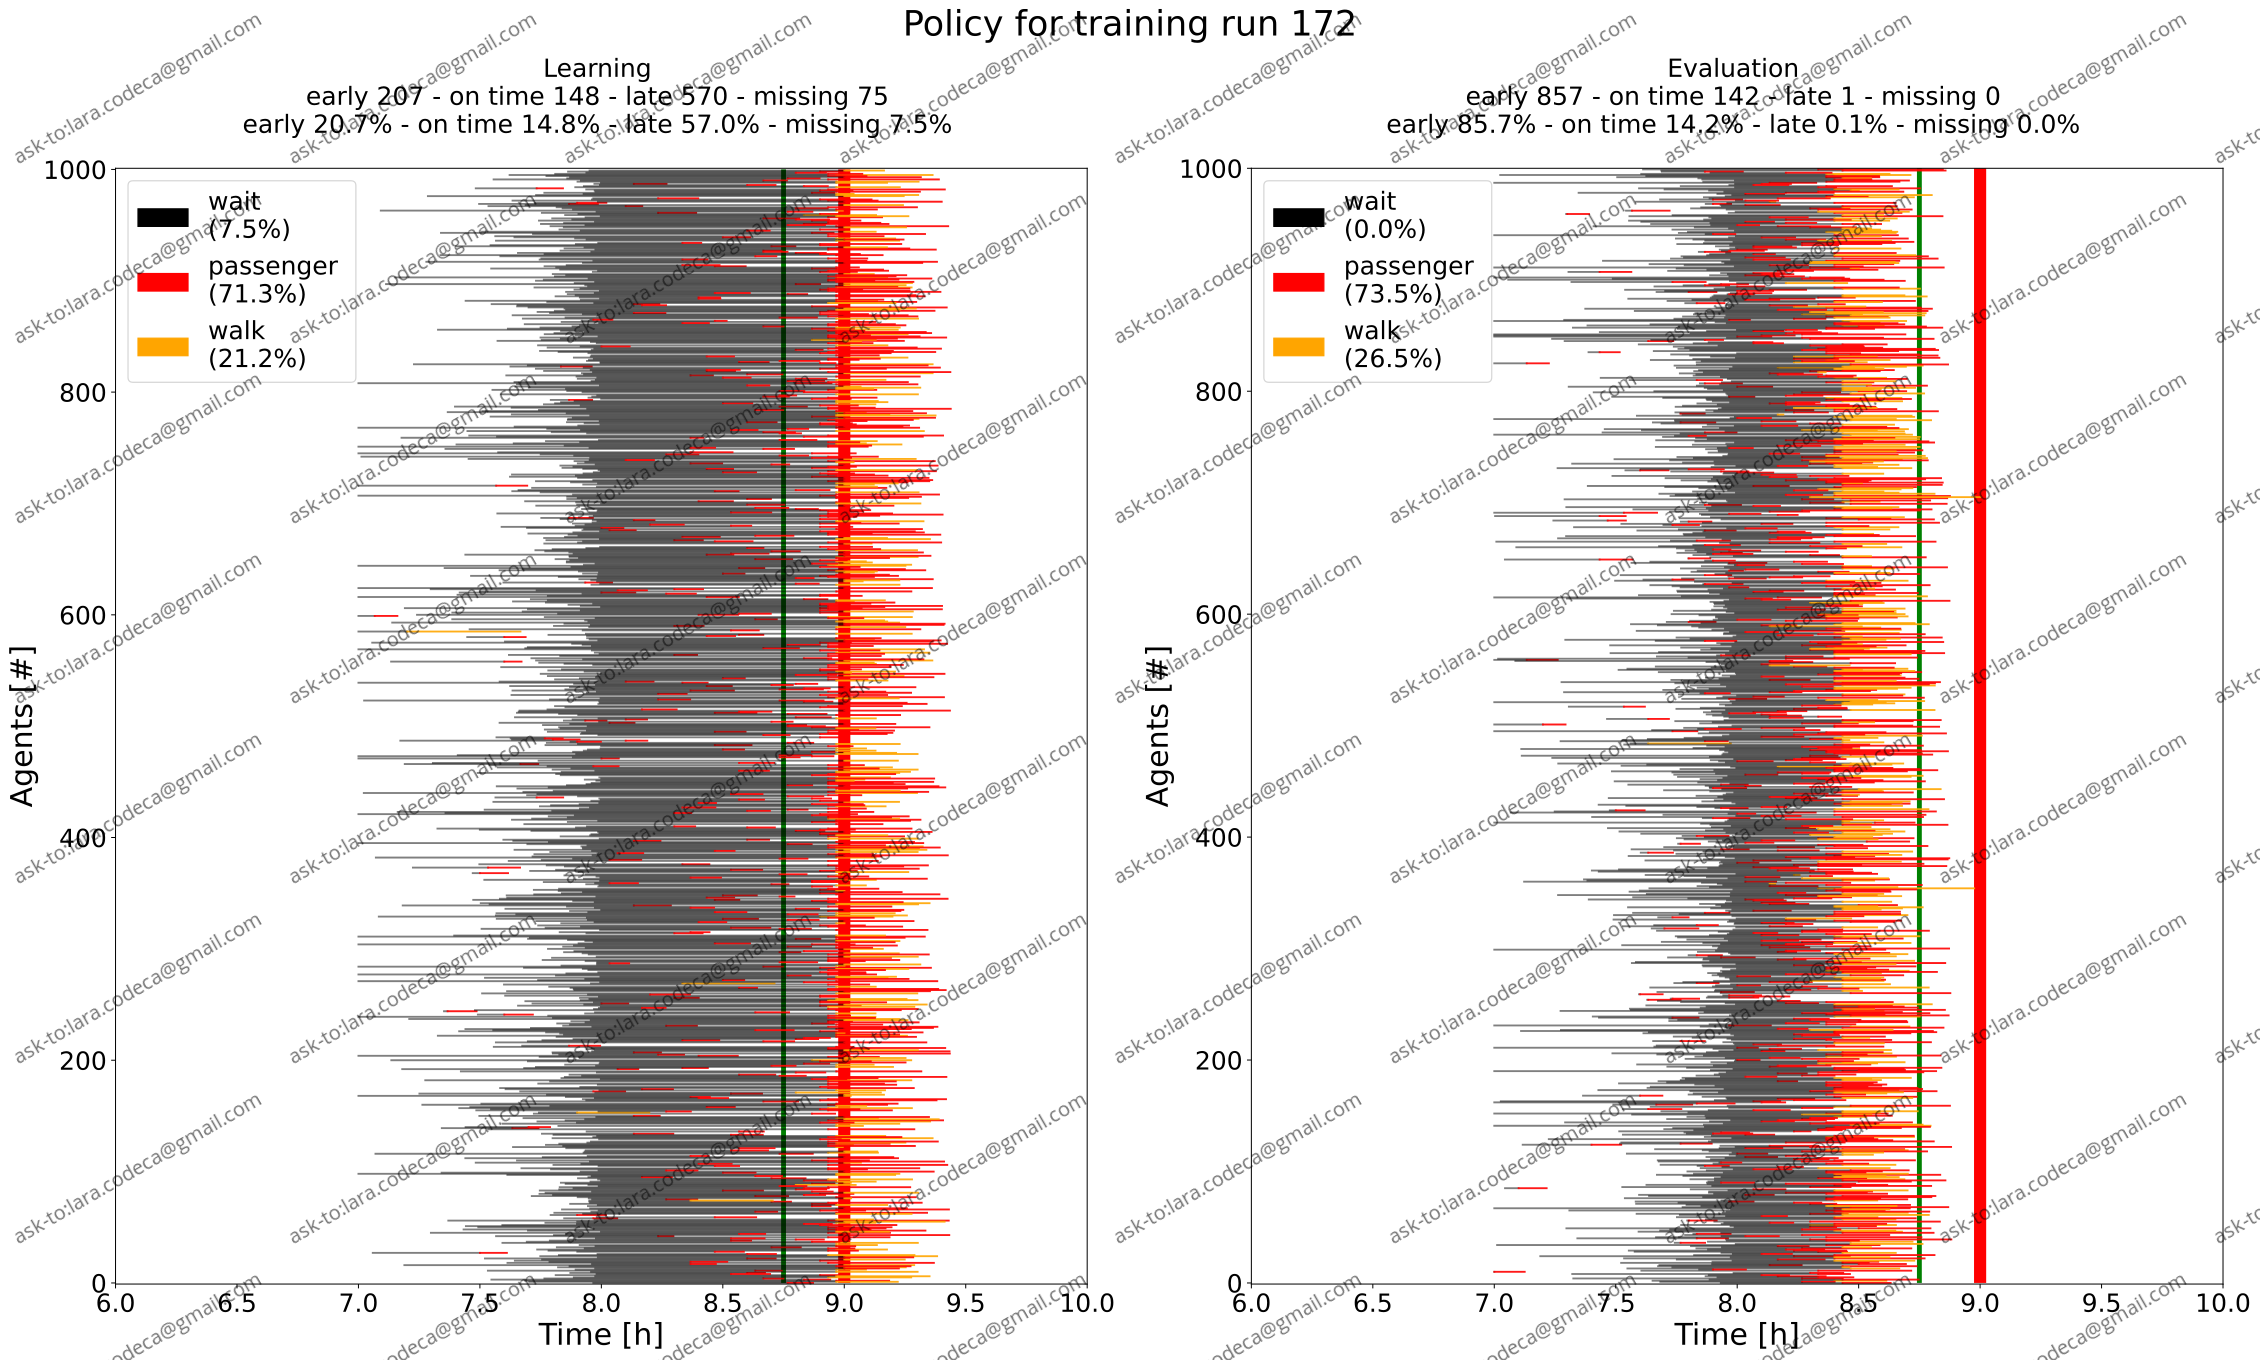 Policy for training run 172
Learning
early 207 - on time 148 - late 570 - missing 75
early 20.7% - on time 14.8% - late 57.0% - missing 7.5%
1000
800
600
400
200
0
Agents [#]
wait
(7.5%)
passenger
(71.3%)
walk
(21.2%)
6.0 6.5 7.0 7.5 8.0 8.5 9.0 9.5 10.0
Time [h]
Evaluation
early 857 - on time 142 - late 1 - missing 0
early 85.7% - on time 14.2% - late 0.1% - missing 0.0%
1000
800
600
400
200
0
Agents [#]
wait
(0.0%)
passenger
(73.5%)
walk
(26.5%)
6.0 6.5 7.0 7.5 8.0 8.5 9.0 9.5 10.0
Time [h]
ask-to:lara.codeca@gmail.com